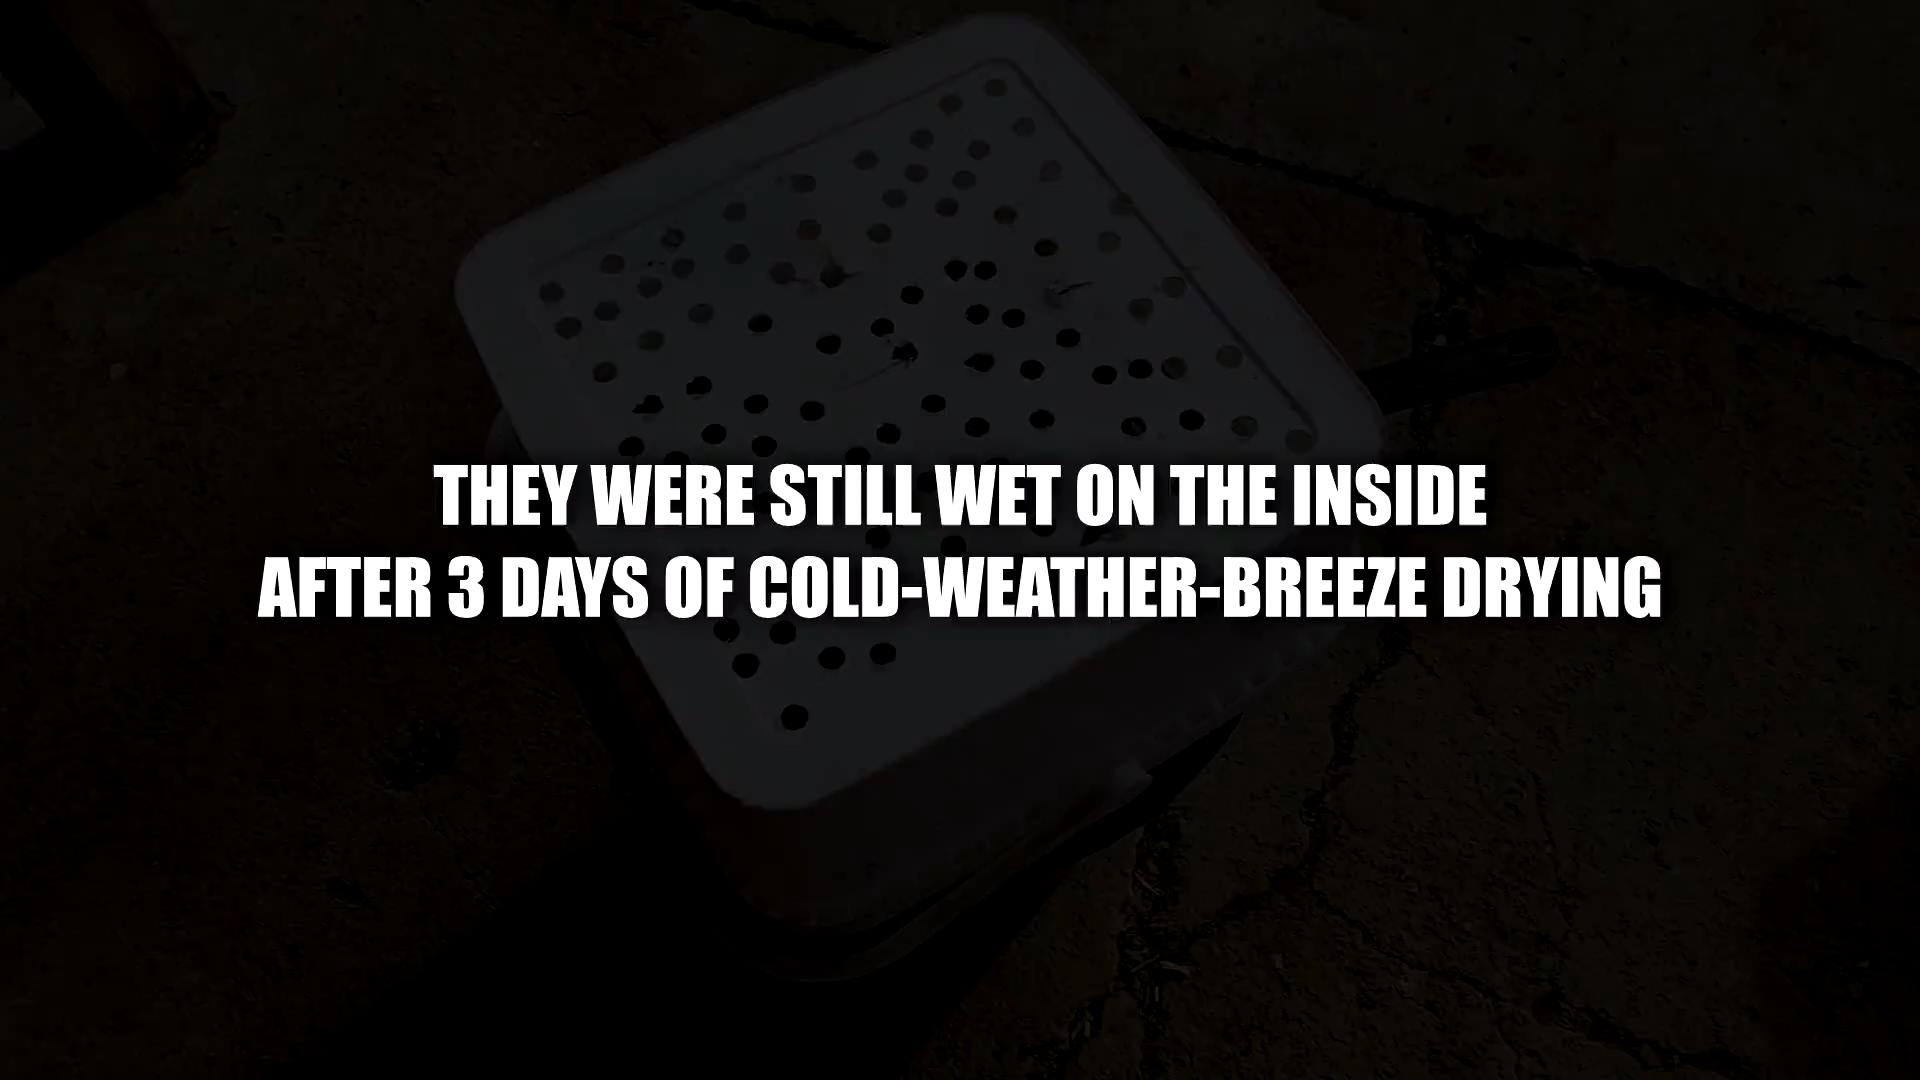 THEY WERE STILL WET ON THE INSIDE
AFTER 3 DAYS OF COLD-WEATHER-BREEZE DRYING